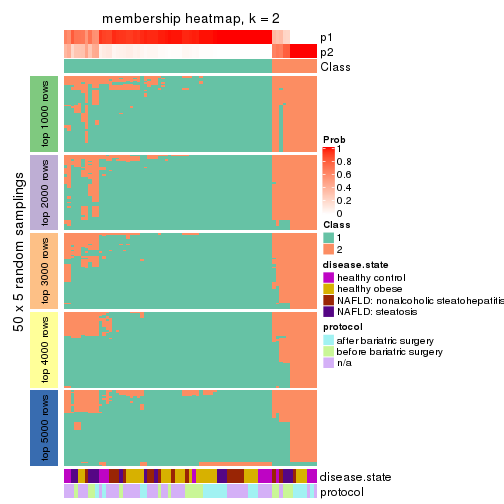 membership heatmap, k = 2
p1
p2
Class
50 x 5 random samplings
top 1000 rows
top 2000 rows
top 3000 rows
top 4000 rows
top 5000 rows
Prob
1
0.8
0.6
0.4
0.2
0
Class
1
2
disease.state
healthy control
healthy obese
NAFLD: nonalcoholic steatohepatitis
NAFLD: steatosis
protocol
after bariatric surgery
before bariatric surgery
n/a
disease.state
protocol